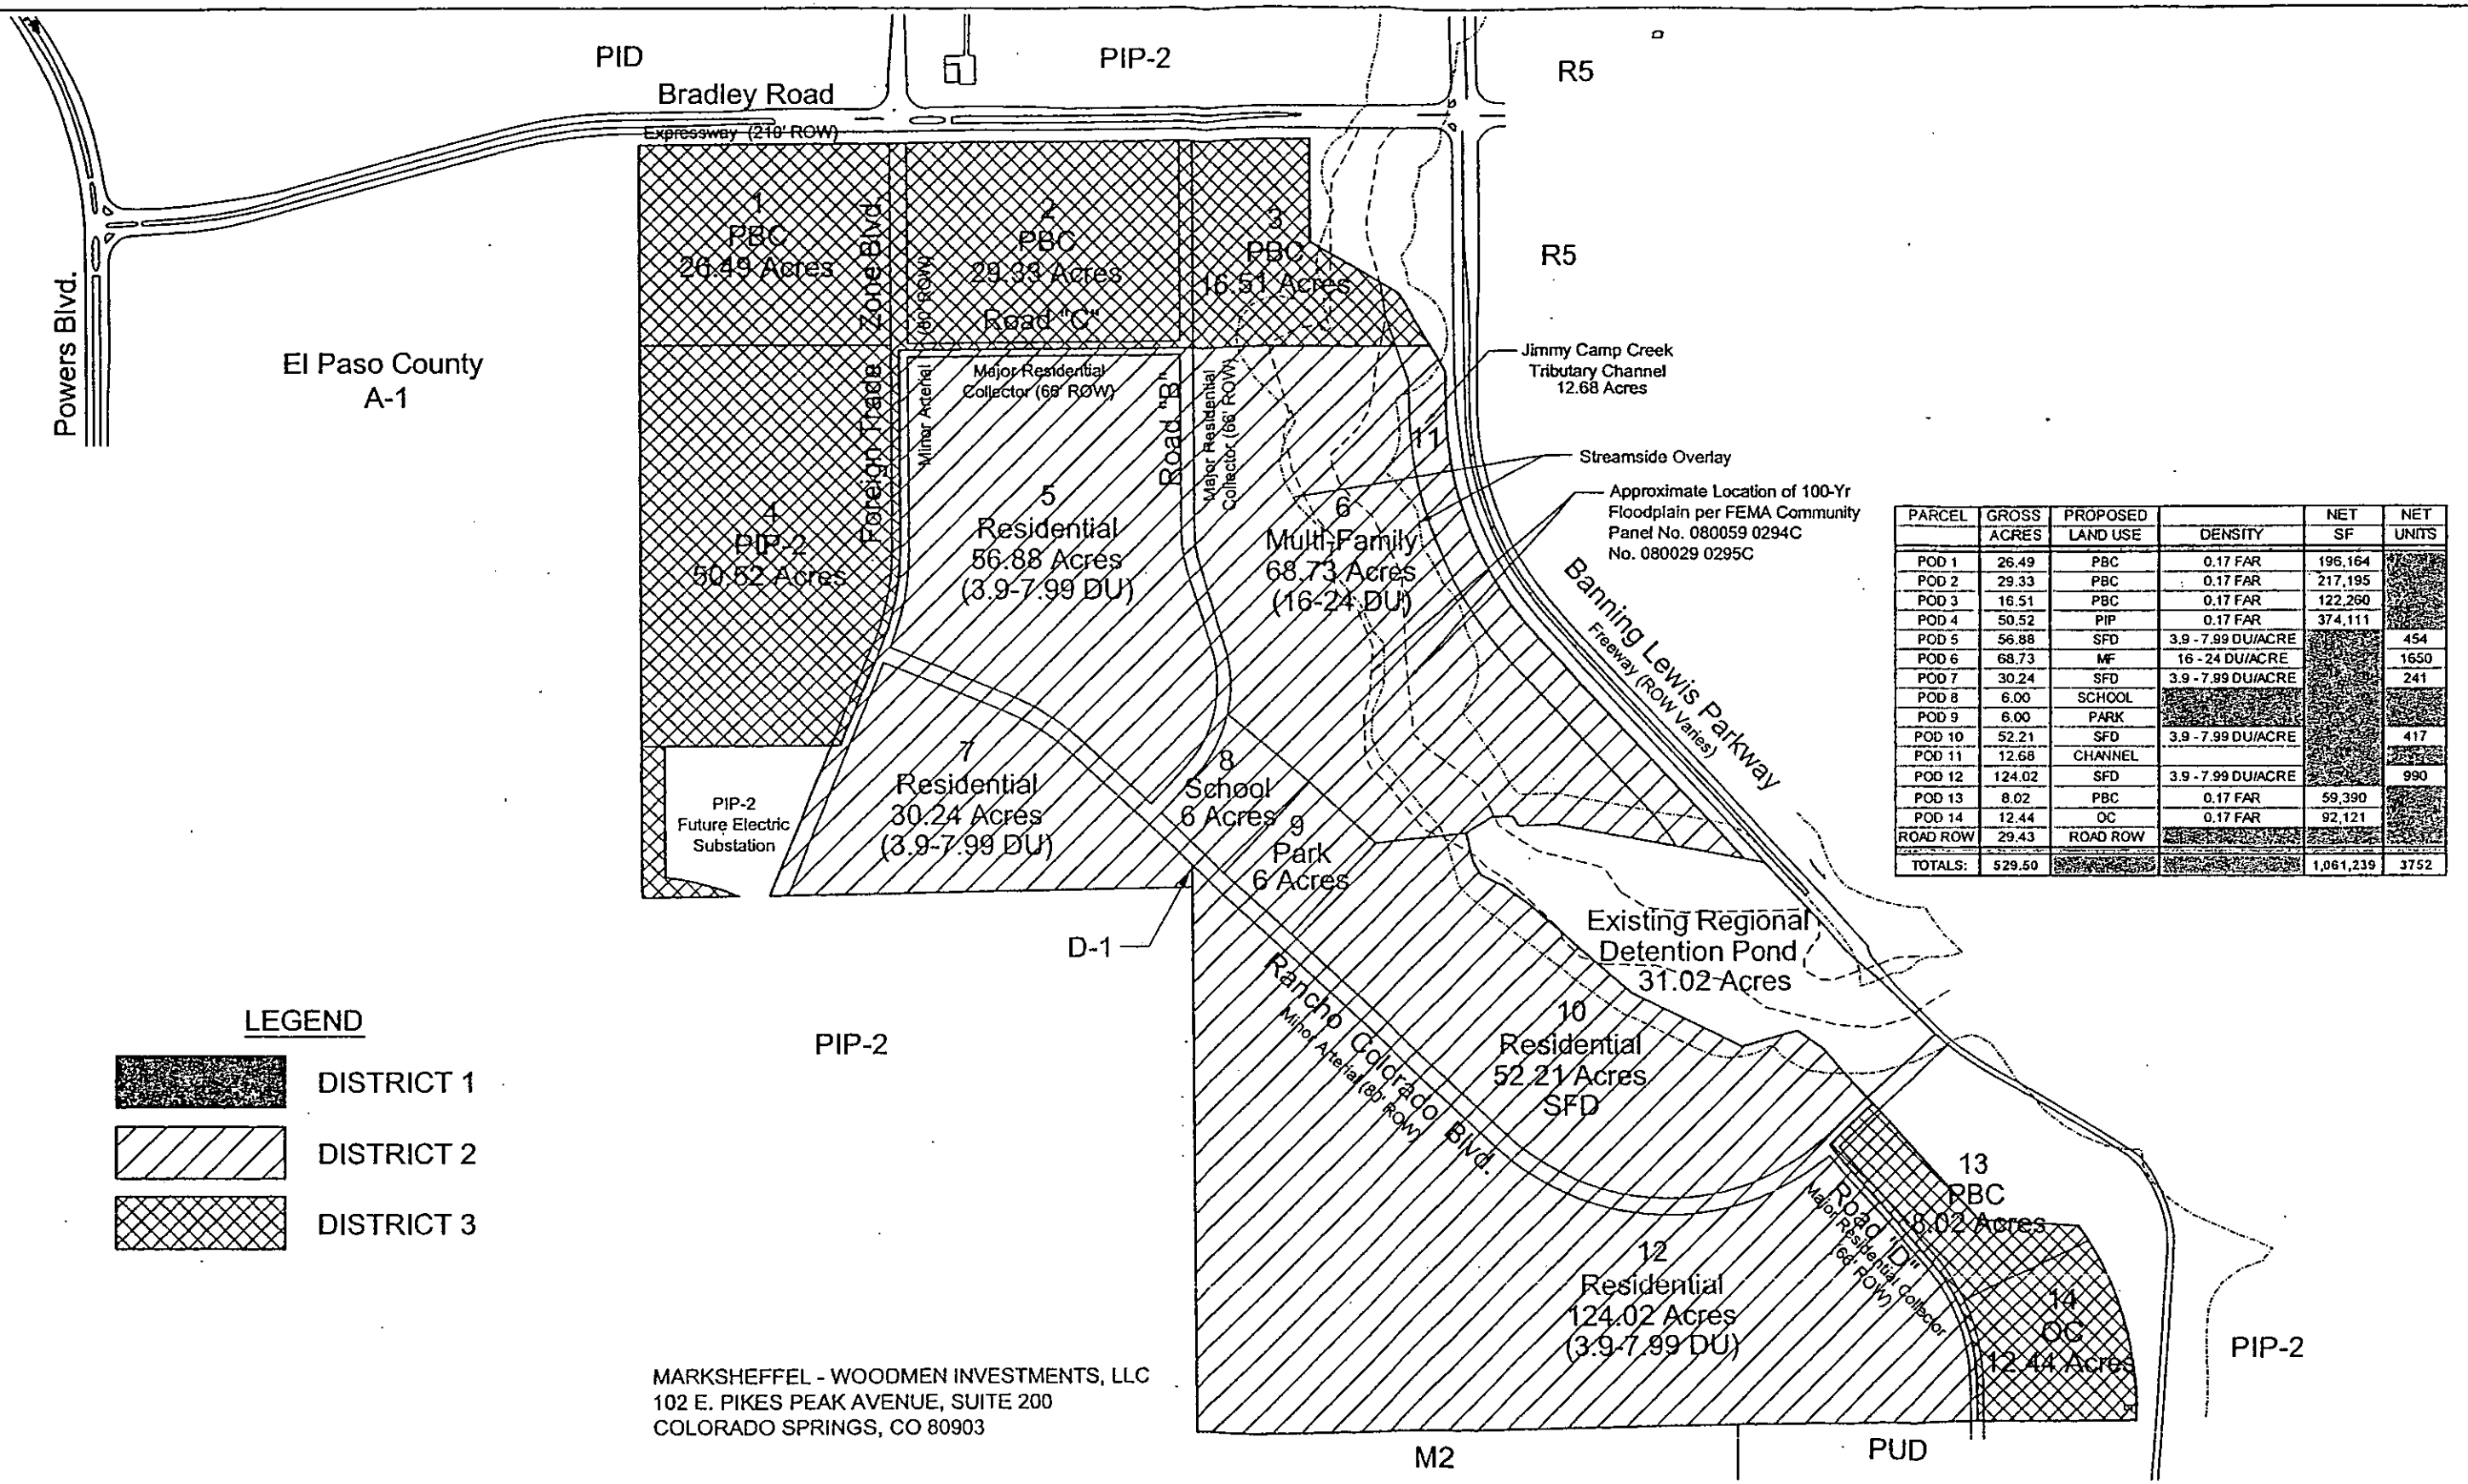 PID
PIP-2
R5
Bradley Road
Expressway (210' ROW)
Powers Blvd.
El Paso County
A-1
1
PBC
26.49 Acres
Foreign Trade Zone Blvd.
Minor Arterial (80' ROW)
2
PBC
29.33 Acres
Road "C"
Major Residential
Collector (66' ROW)
3
PBC
16.51 Acres
R5
Jimmy Camp Creek
Tributary Channel
12.68 Acres
Road "B"
Major Residential
Collector (66' ROW)
11
Streamside Overlay
Approximate Location of 100-Yr
Floodplain per FEMA Community
Panel No. 080059 0294C
No. 080029 0295C
4
PIP-2
50.52 Acres
5
Residential
56.88 Acres
(3.9-7.99 DU)
6
Multi-Family
68.73 Acres
(16-24 DU)
Banning Lewis Parkway
Freeway (ROW Varies)
PARCEL GROSS ACRES PROPOSED LAND USE DENSITY NET SF NET UNITS
POD 1 26.49 PBC 0.17 FAR 196,164
POD 2 29.33 PBC 0.17 FAR 217,195
POD 3 16.51 PBC 0.17 FAR 122,260
POD 4 50.52 PIP 0.17 FAR 374,111
POD 5 56.88 SFD 3.9 - 7.99 DU/ACRE 454
POD 6 68.73 MF 16 - 24 DU/ACRE 1650
POD 7 30.24 SFD 3.9 - 7.99 DU/ACRE 241
POD 8 6.00 SCHOOL
POD 9 6.00 PARK
POD 10 52.21 SFD 3.9 - 7.99 DU/ACRE 417
POD 11 12.68 CHANNEL
POD 12 124.02 SFD 3.9 - 7.99 DU/ACRE 990
POD 13 8.02 PBC 0.17 FAR 59,390
POD 14 12.44 OC 0.17 FAR 92,121
ROAD ROW 29.43 ROAD ROW
TOTALS: 529.50 1,061,239 3752
PIP-2
Future Electric
Substation
7
Residential
30.24 Acres
(3.9-7.99 DU)
8
School
6 Acres
9
Park
6 Acres
D-1
Existing Regional
Detention Pond
31.02 Acres
Rancho Colorado Blvd.
Minor Arterial (80' ROW)
10
Residential
52.21 Acres
SFD
LEGEND
DISTRICT 1
DISTRICT 2
DISTRICT 3
PIP-2
13
PBC
8.02 Acres
Road "D"
Major Residential Collector
(66' ROW)
12
Residential
124.02 Acres
(3.9-7.99 DU)
14
OC
12.44 Acres
PIP-2
MARKSHEFFEL - WOODMEN INVESTMENTS, LLC
102 E. PIKES PEAK AVENUE, SUITE 200
COLORADO SPRINGS, CO 80903
M2
PUD